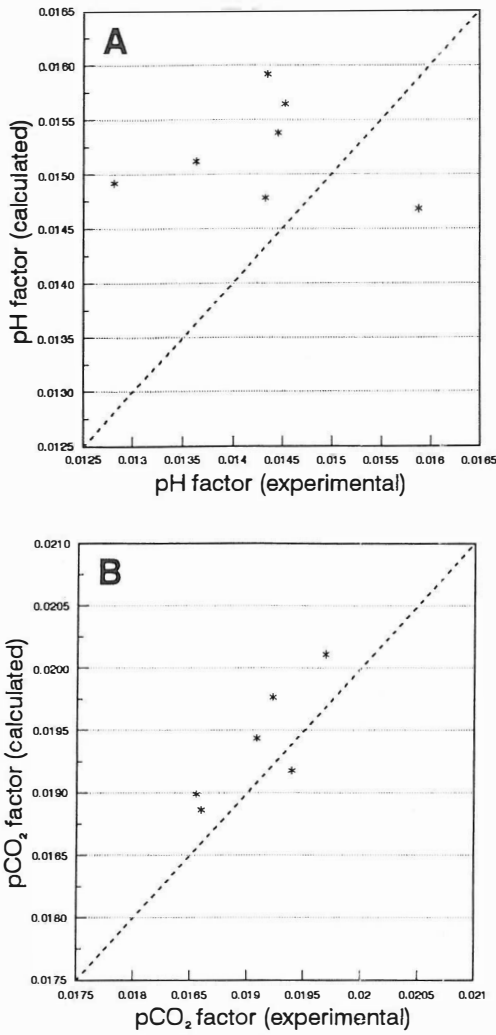 A
0.0165
0.0160
0.0155
0.0150
0.0145
0.0140
0.0135
0.0130
0.0125
pH factor (calculated)
0.0125 0.013 0.0135 0.014 0.0145 0.015 0.0155 0.016 0.0165
pH factor (experimental)
B
0.0210
0.0205
0.0200
0.0195
0.0190
0.0185
0.0180
0.0175
pCO₂ factor (calculated)
0.0175 0.018 0.0185 0.019 0.0195 0.02 0.0205 0.021
pCO₂ factor (experimental)